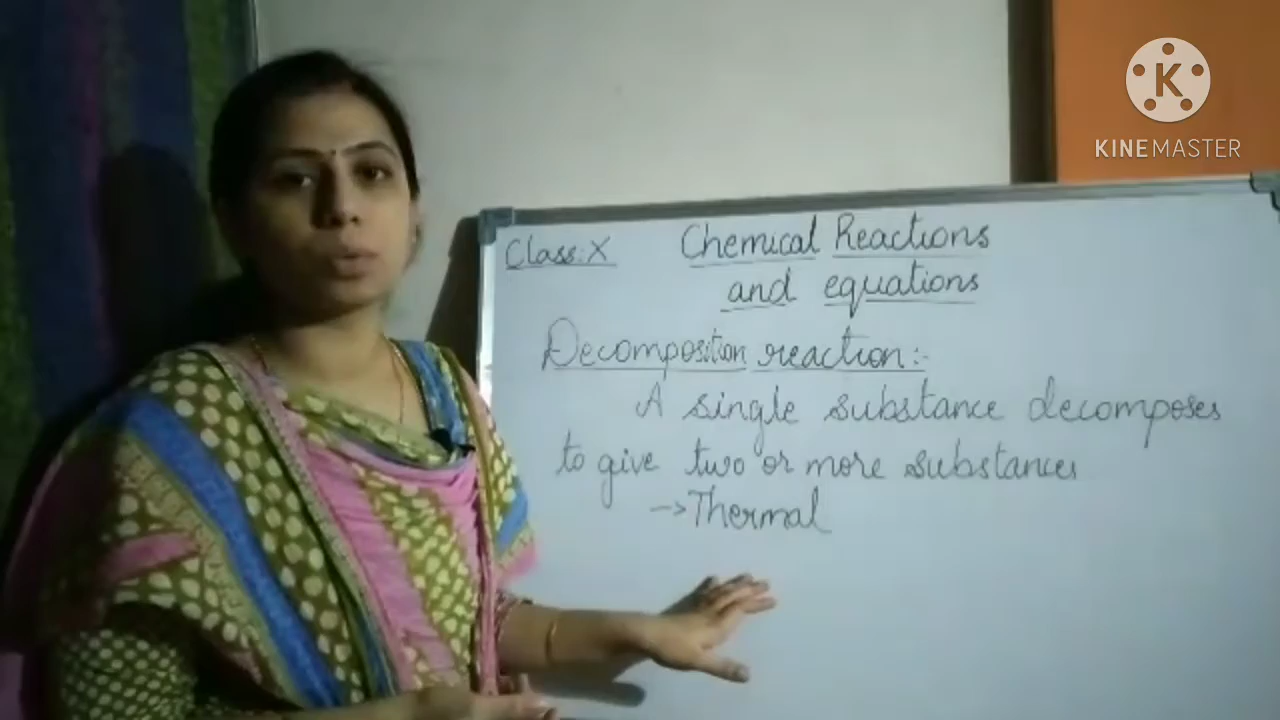 K
KINEMASTER
Class:X
Chemical Reactions
and equations
Decomposition reaction:-
A single substance decomposes
to give two or more substances
->Thermal